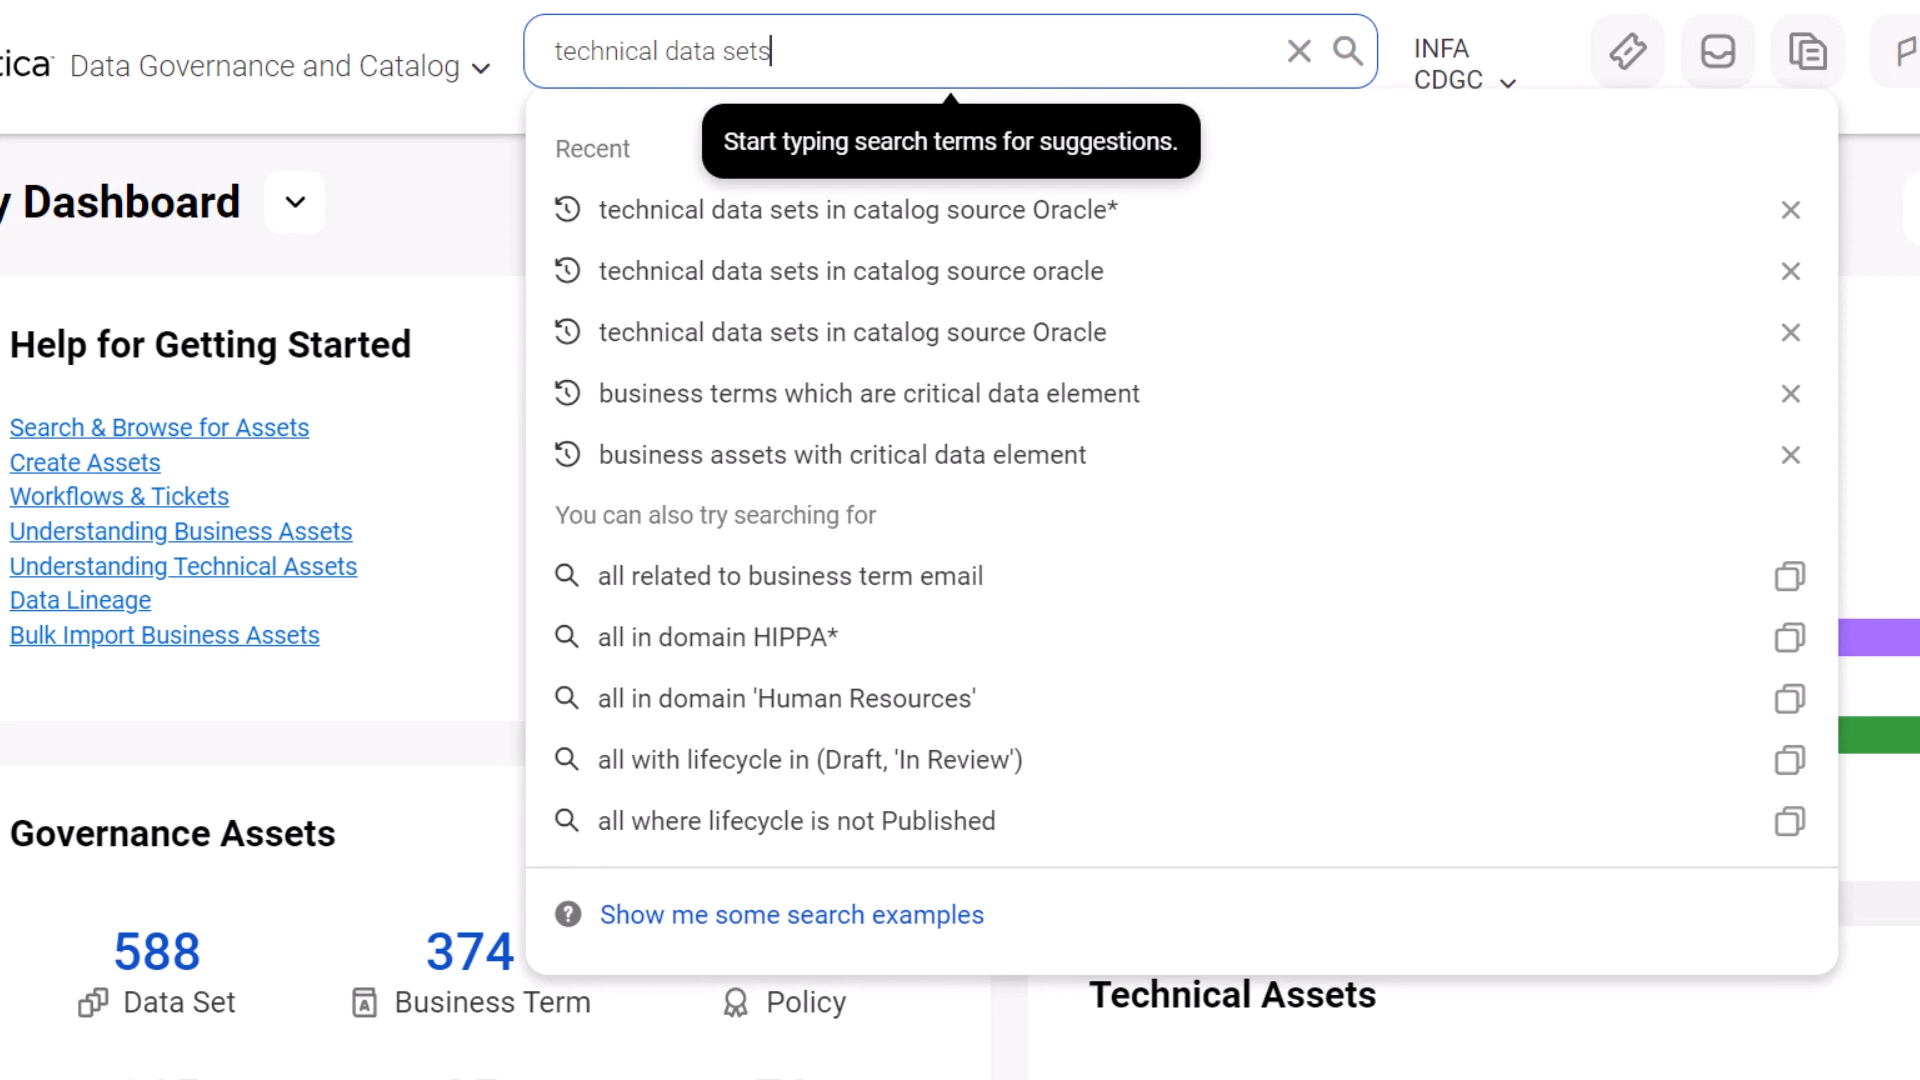 tica Data Governance and Catalog
technical data sets
INFA
CDGC
Start typing search terms for suggestions.
Recent
technical data sets in catalog source Oracle*
technical data sets in catalog source oracle
technical data sets in catalog source Oracle
business terms which are critical data element
business assets with critical data element
You can also try searching for
all related to business term email
all in domain HIPPA*
all in domain 'Human Resources'
all with lifecycle in (Draft, 'In Review')
all where lifecycle is not Published
Show me some search examples
y Dashboard
Help for Getting Started
Search & Browse for Assets
Create Assets
Workflows & Tickets
Understanding Business Assets
Understanding Technical Assets
Data Lineage
Bulk Import Business Assets
Governance Assets
588
Data Set
374
Business Term
Policy
Technical Assets